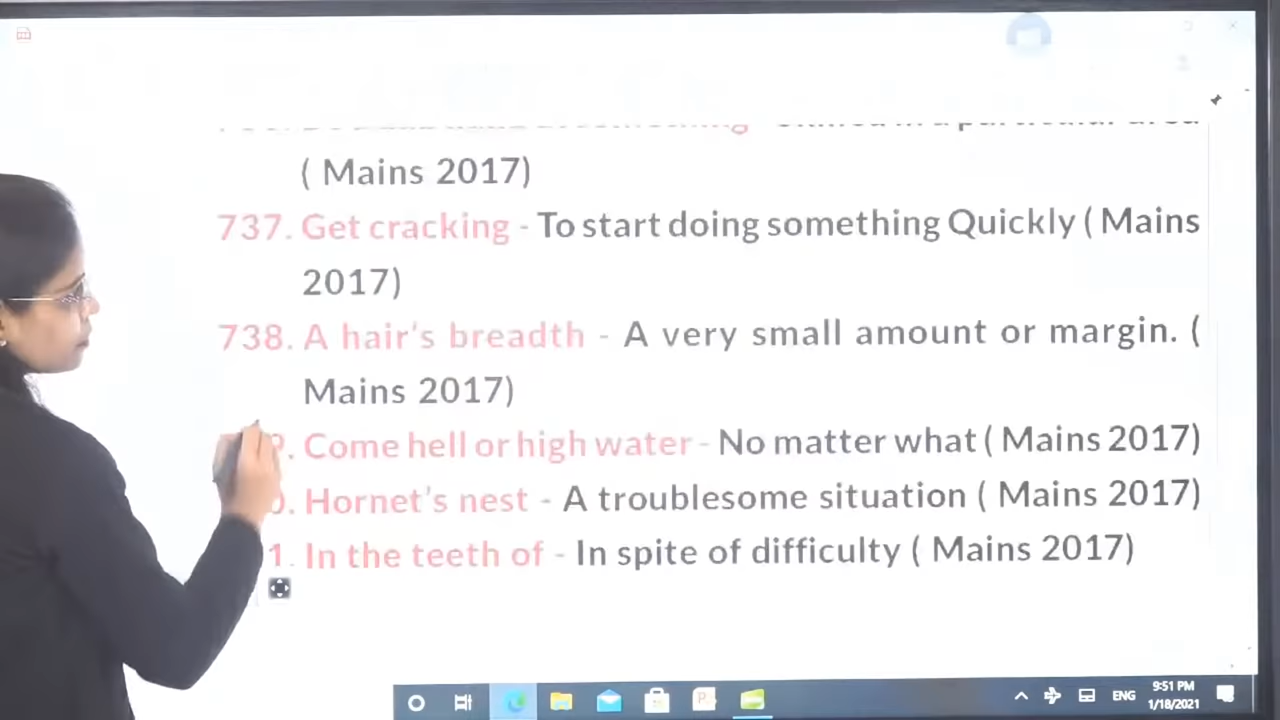 ( Mains 2017)
737. Get cracking - To start doing something Quickly ( Mains
2017)
738. A hair's breadth - A very small amount or margin. (
Mains 2017)
. Come hell or high water - No matter what ( Mains 2017)
. Hornet's nest - A troublesome situation ( Mains 2017)
1. In the teeth of - In spite of difficulty ( Mains 2017)
ENG
9:51 PM
1/18/2021